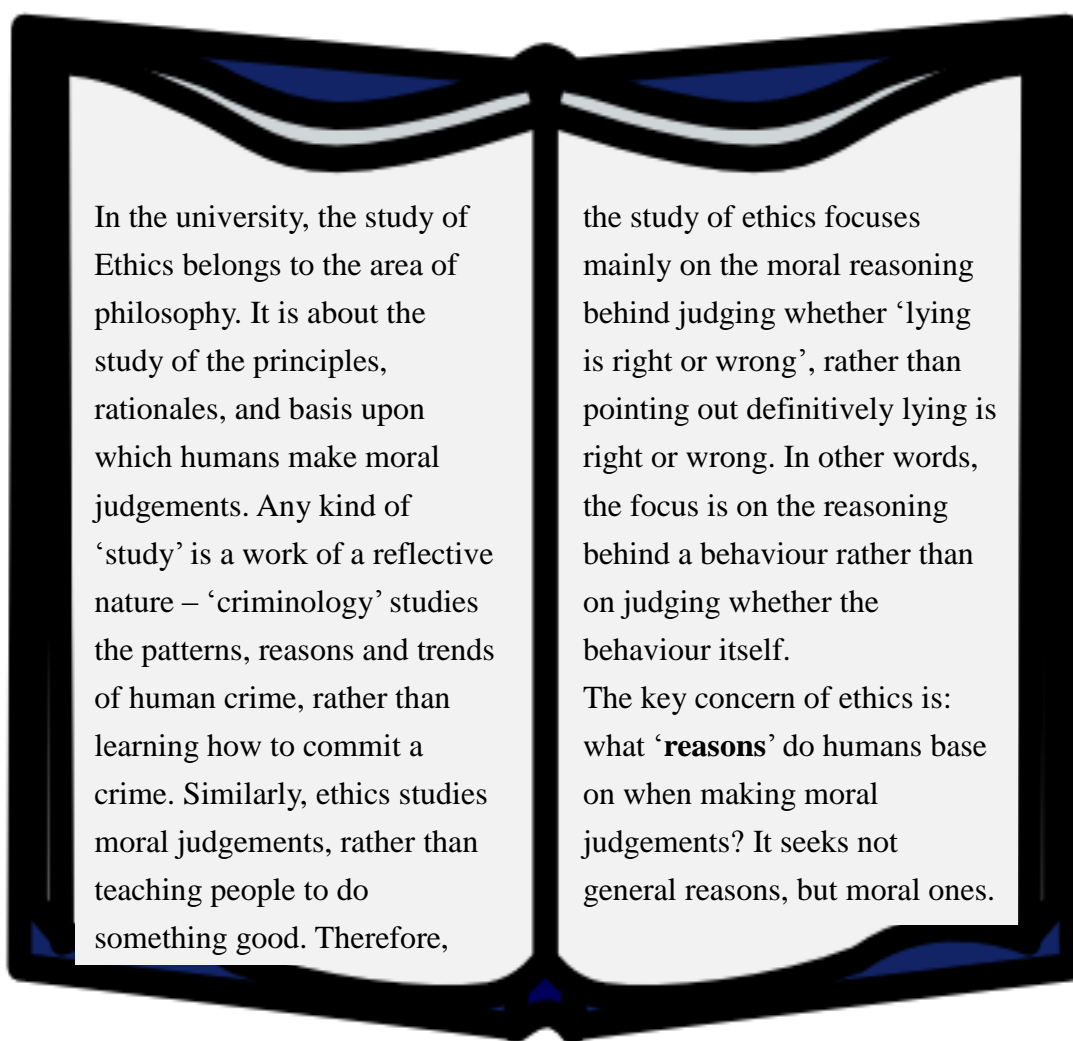 In the university, the study of
Ethics belongs to the area of
philosophy. It is about the
study of the principles,
rationales, and basis upon
which humans make moral
judgements. Any kind of
‘study’ is a work of a reflective
nature – ‘criminology’ studies
the patterns, reasons and trends
of human crime, rather than
learning how to commit a
crime. Similarly, ethics studies
moral judgements, rather than
teaching people to do
something good. Therefore,
the study of ethics focuses
mainly on the moral reasoning
behind judging whether ‘lying
is right or wrong’, rather than
pointing out definitively lying is
right or wrong. In other words,
the focus is on the reasoning
behind a behaviour rather than
on judging whether the
behaviour itself.
The key concern of ethics is:
what ‘reasons’ do humans base
on when making moral
judgements? It seeks not
general reasons, but moral ones.